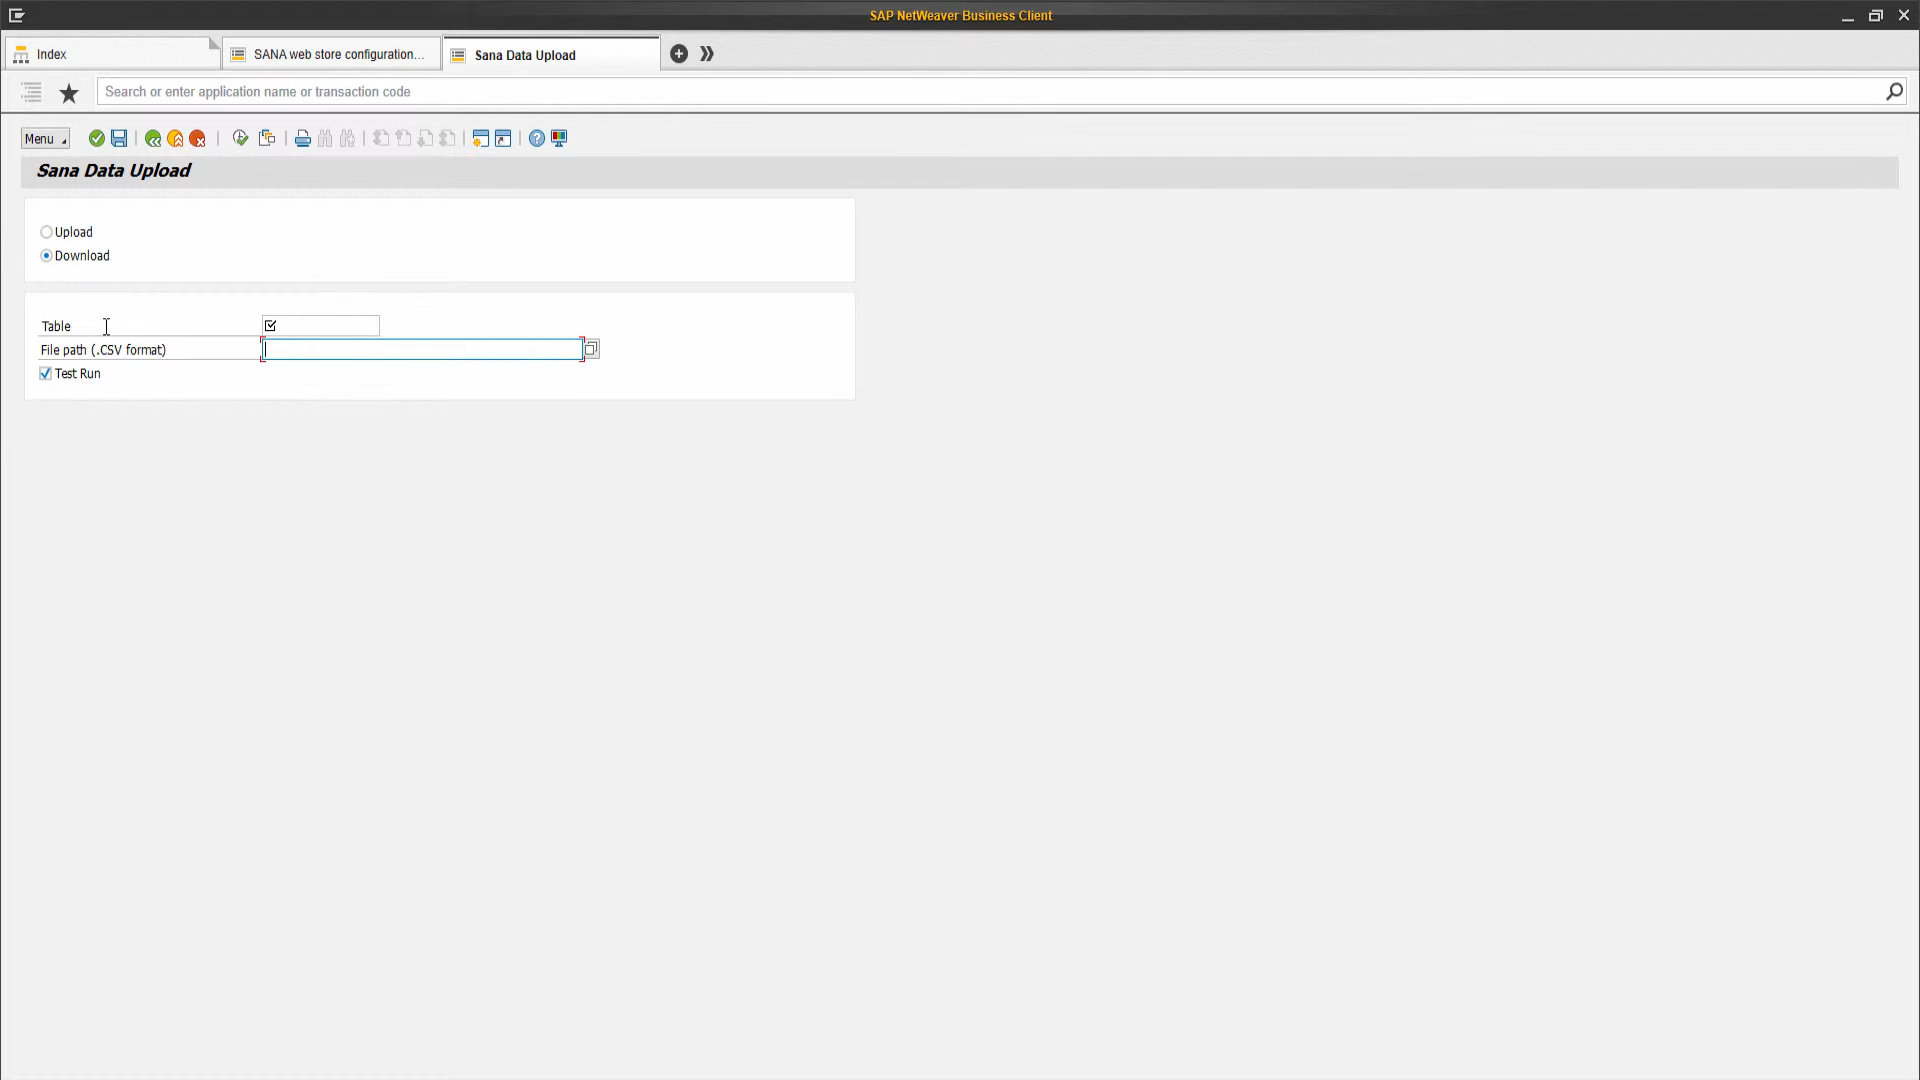 SAP NetWeaver Business Client
Index
SANA web store configuration...
Sana Data Upload
Search or enter application name or transaction code
Menu
Sana Data Upload
Upload
Download
Table
File path (.CSV format)
Test Run